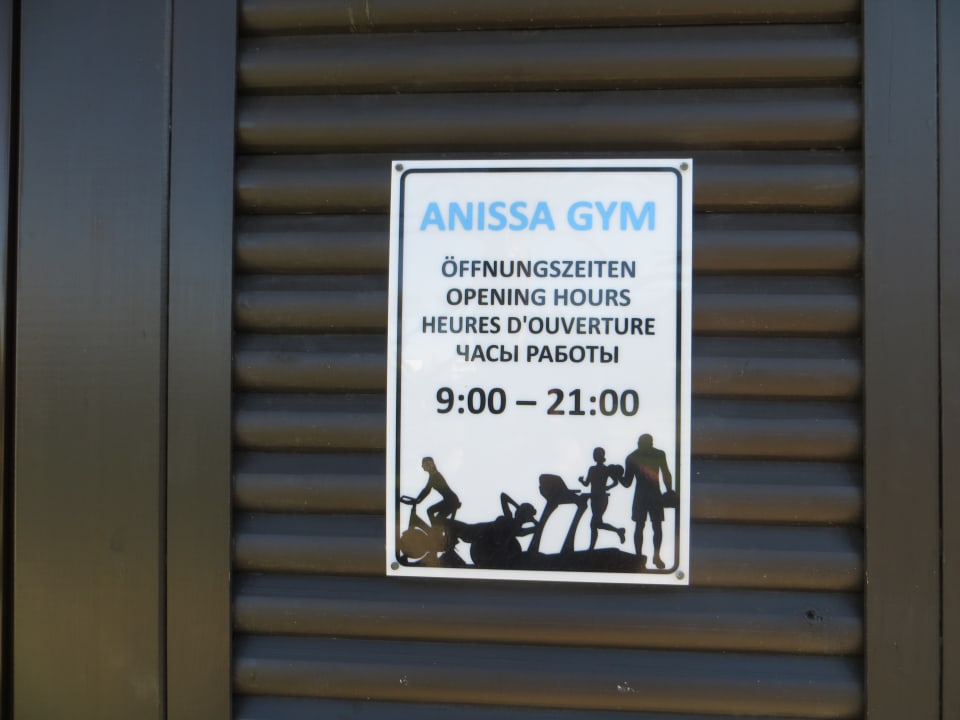 ANISSA GYM
ÖFFNUNGSZEITEN
OPENING HOURS
HEURES D'OUVERTURE
ЧАСЫ РАБОТЫ
9:00 – 21:00